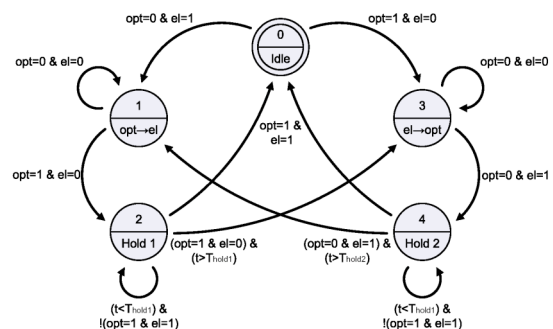 opt=0 & el=1
0
opt=1 & el=0
Idle
opt=0 & el=0
opt=0 & el=0
1
3
opt→el
el→opt
opt=1 &
el=1
opt=1 & el=0
opt=0 & el=1
2
4
Hold 1
(opt=1 & el=0) &
(t>Thold1)
(opt=0 & el=1) &
(t>Thold2)
Hold 2
(t<Thold1) &
!(opt=1 & el=1)
(t<Thold1) &
!(opt=1 & el=1)